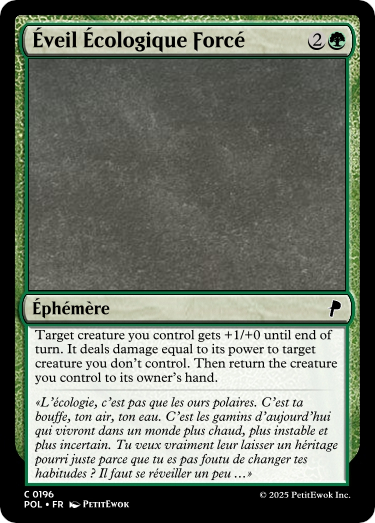 Éveil Écologique Forcé 2
Éphémère
Target creature you control gets +1/+0 until end of
turn. It deals damage equal to its power to target
creature you don't control. Then return the creature
you control to its owner's hand.
«L'écologie, c'est pas que les ours polaires. C'est ta
bouffe, ton air, ton eau. C'est les gamins d'aujourd'hui
qui vivront dans un monde plus chaud, plus instable et
plus incertain. Tu veux vraiment leur laisser un héritage
pourri juste parce que tu es pas foutu de changer tes
habitudes ? Il faut se réveiller un peu …»
C 0196
POL • FR PetitEwok
© 2025 PetitEwok Inc.